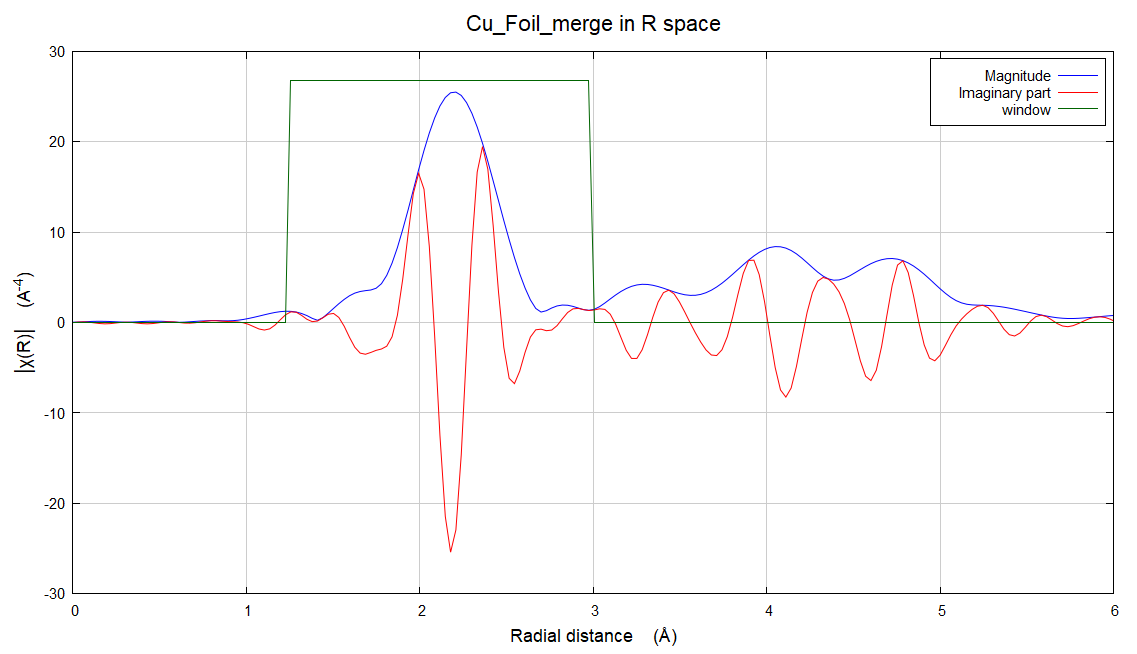 Cu_Foil_merge in R space
Magnitude
Imaginary part
window
30
20
10
0
-10
-20
-30
|χ(R)| (A⁻⁴)
0 1 2 3 4 5 6
Radial distance (Å)